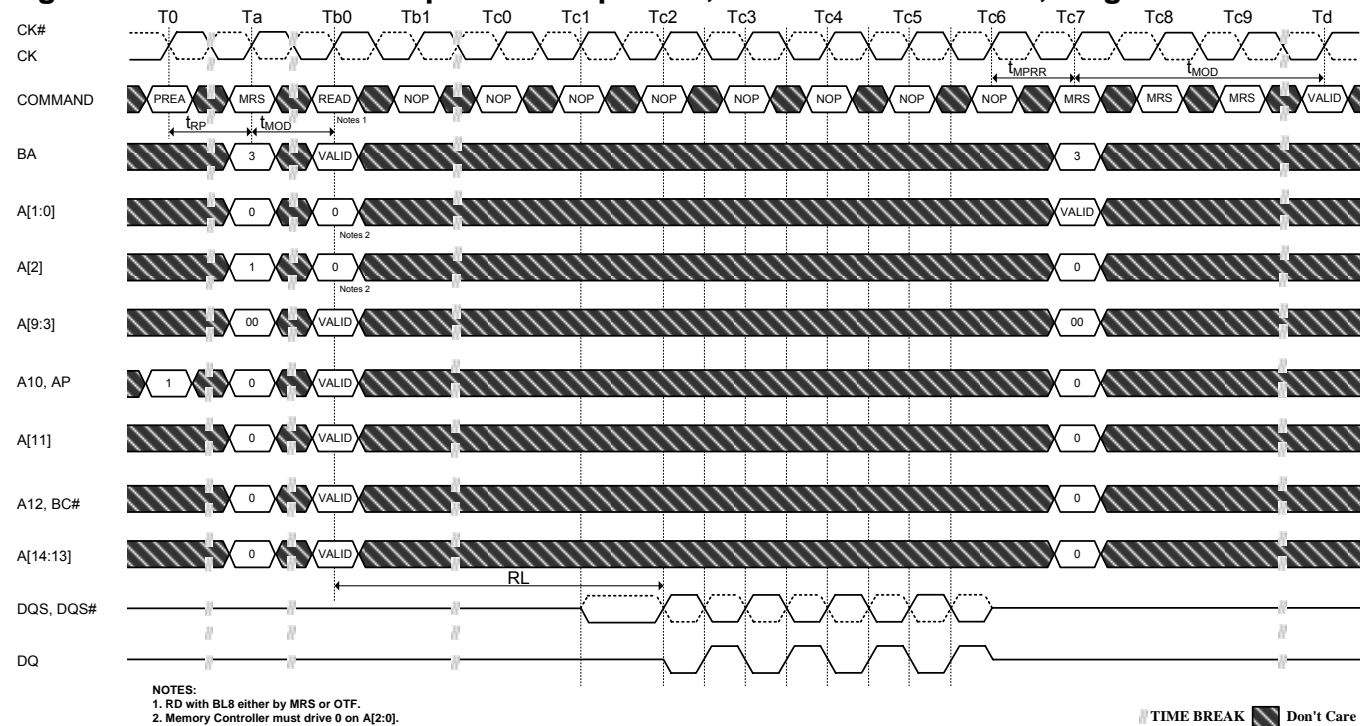 T0 Ta Tb0 Tb1 Tc0 Tc1 Tc2 Tc3 Tc4 Tc5 Tc6 Tc7 Tc8 Tc9 Td
CK#
CK
tMPRR tMOD
COMMAND PREA MRS READ NOP NOP NOP NOP NOP NOP NOP NOP MRS MRS MRS VALID
Notes 1
tRP tMOD
BA 3 VALID 3
A[1:0] 0 0 VALID
Notes 2
A[2] 1 0 0
Notes 2
A[9:3] 00 VALID 00
A10, AP 1 0 VALID 0
A[11] 0 VALID 0
A12, BC# 0 VALID 0
A[14:13] 0 VALID 0
RL
DQS, DQS#
DQ
NOTES:
1. RD with BL8 either by MRS or OTF.
2. Memory Controller must drive 0 on A[2:0].
TIME BREAK Don't Care